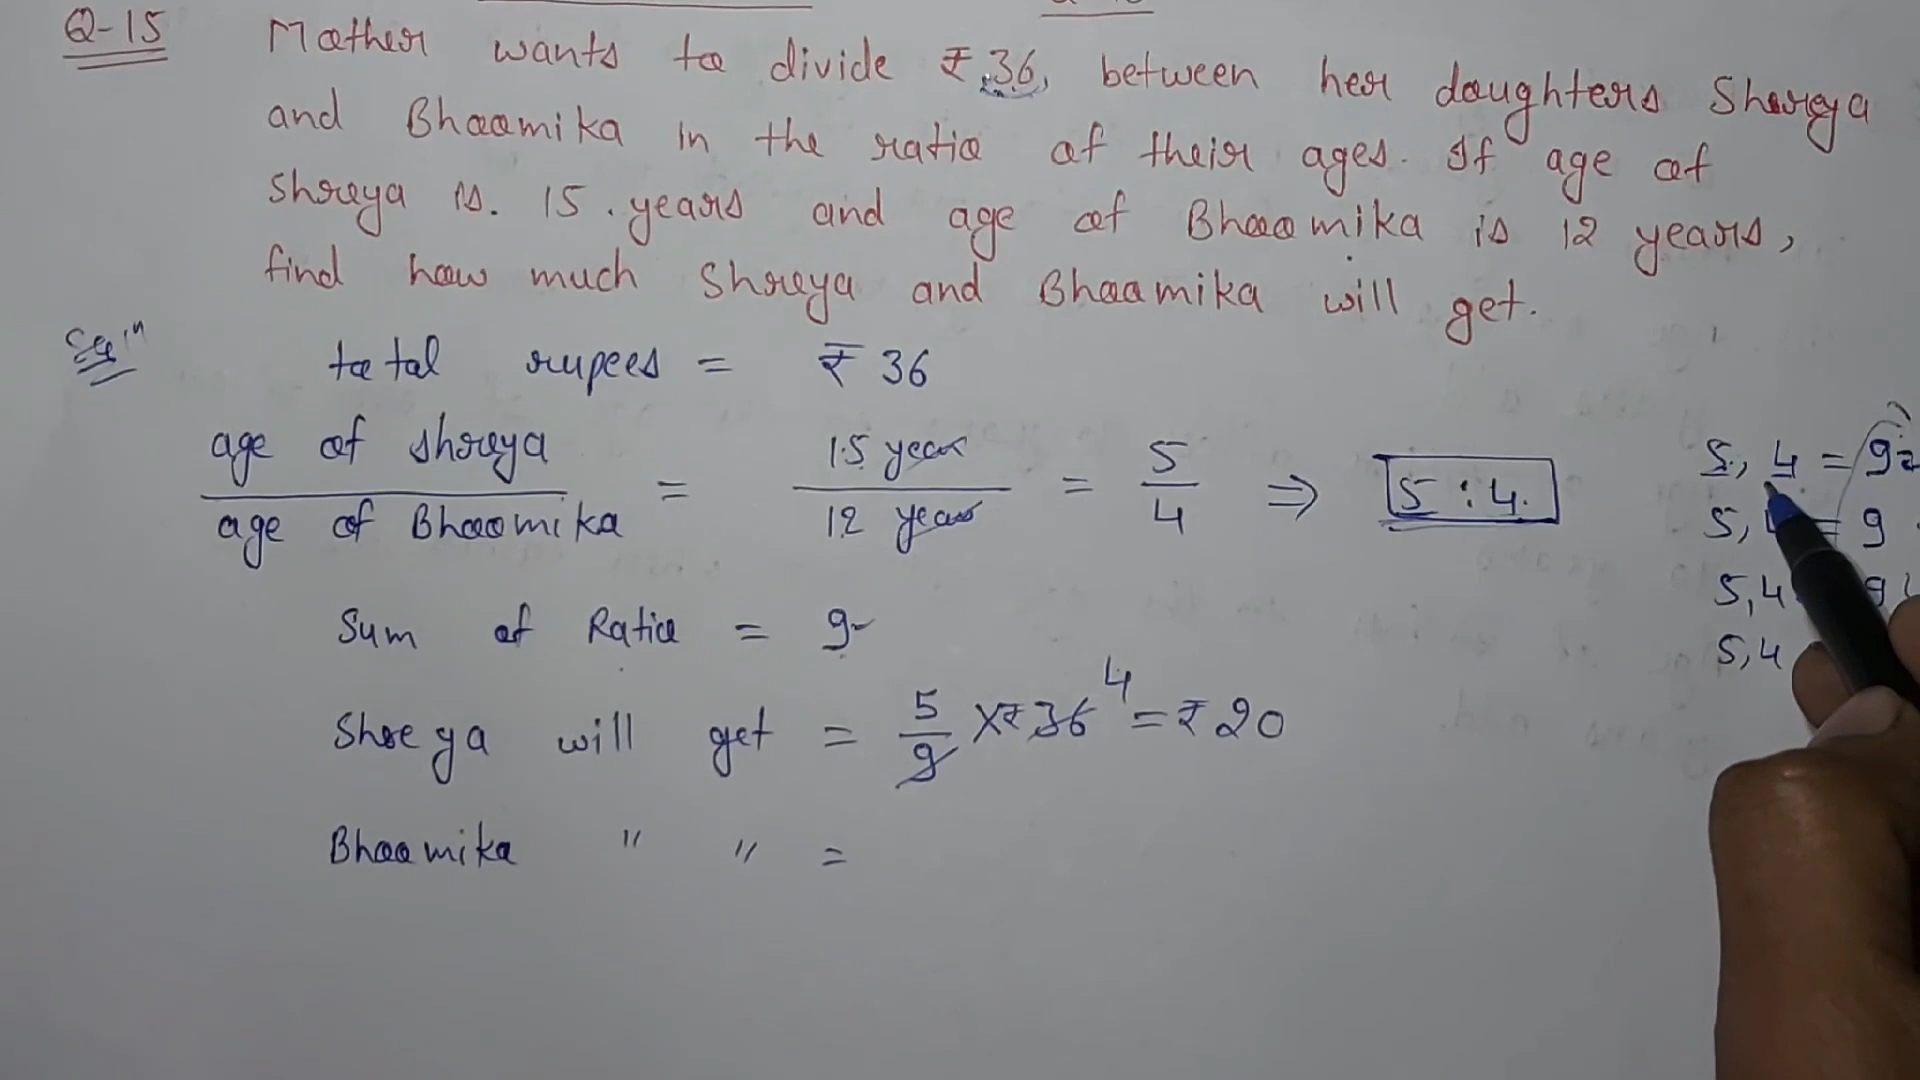 Q-15 Mother wants to divide ₹ 36, between her daughters Shreya
and Bhoomika in the ratio of their ages. If age of
Shreya is 15 years and age of Bhoomika is 12 years,
find how much Shreya and Bhoomika will get.
Solⁿ total rupees = ₹ 36
age of shreya / age of Bhoomika = 15 year / 12 years = 5/4 ⇒ 5 : 4.
Sum of Ratio = 9
Shreya will get = 5/9 × ₹ 36 4 = ₹ 20
Bhoomika " " =
5, 4 = 9
5, 4 = 9
5, 4 9
5, 4